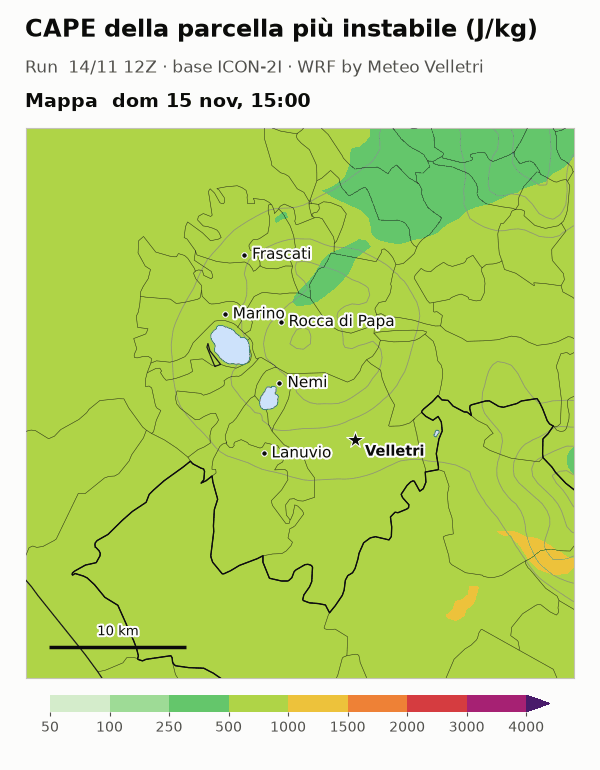 CAPE della parcella più instabile (J/kg)
Run  14/11 12Z · base ICON-2I · WRF by Meteo Velletri
Mappa  dom 15 nov, 15:00
Frascati
Marino
Rocca di Papa
Nemi
Velletri
Lanuvio
10 km
50 100 250 500 1000 1500 2000 3000 4000